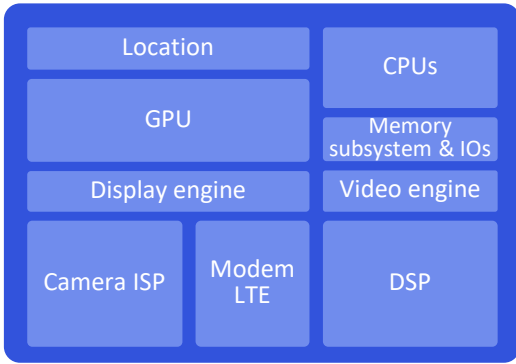 Location
GPU
Display engine
Camera ISP
Modem
LTE
CPUs
Memory
subsystem & IOs
Video engine
DSP